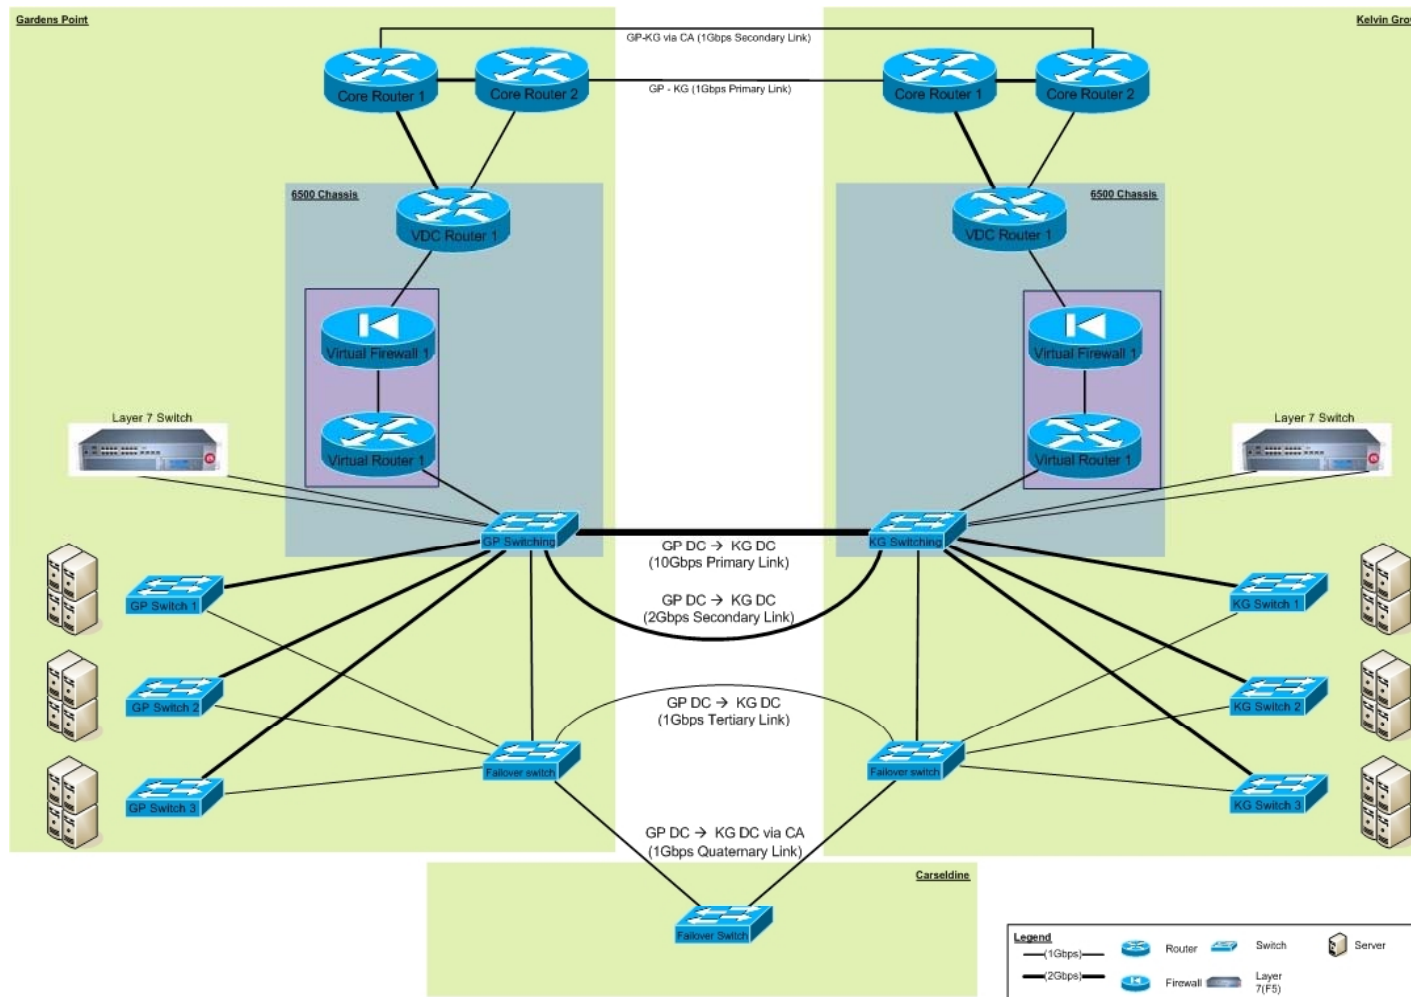 Gardens Point
Kelvin Grov
GP-KG via CA (1Gbps Secondary Link)
GP - KG (1Gbps Primary Link)
Core Router 1
Core Router 2
Core Router 1
Core Router 2
6500 Chassis
6500 Chassis
VDC Router 1
VDC Router 1
Virtual Firewall 1
Virtual Firewall 1
Layer 7 Switch
Layer 7 Switch
Virtual Router 1
Virtual Router 1
GP Switching
KG Switching
GP DC → KG DC
(10Gbps Primary Link)
GP DC → KG DC
(2Gbps Secondary Link)
GP Switch 1
KG Switch 1
GP DC → KG DC
(1Gbps Tertiary Link)
GP Switch 2
KG Switch 2
Failover switch
Failover switch
GP Switch 3
KG Switch 3
GP DC → KG DC via CA
(1Gbps Quaternary Link)
Carseldine
Failover Switch
Legend
(1Gbps)
Router
Switch
Server
(2Gbps)
Firewall
Layer
7(F5)